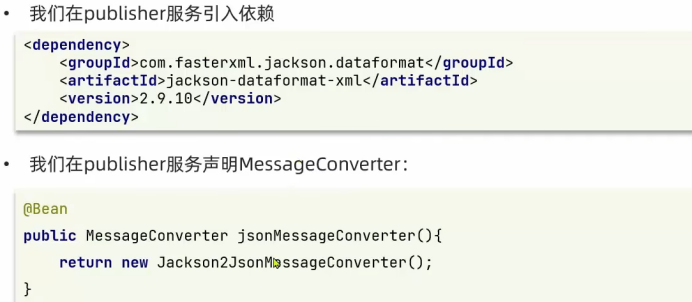 • 我们在publisher服务引入依赖
<dependency>
    <groupId>com.fasterxml.jackson.dataformat</groupId>
    <artifactId>jackson-dataformat-xml</artifactId>
    <version>2.9.10</version>
</dependency>
• 我们在publisher服务声明MessageConverter：
@Bean
public MessageConverter jsonMessageConverter(){
    return new Jackson2JsonMessageConverter();
}